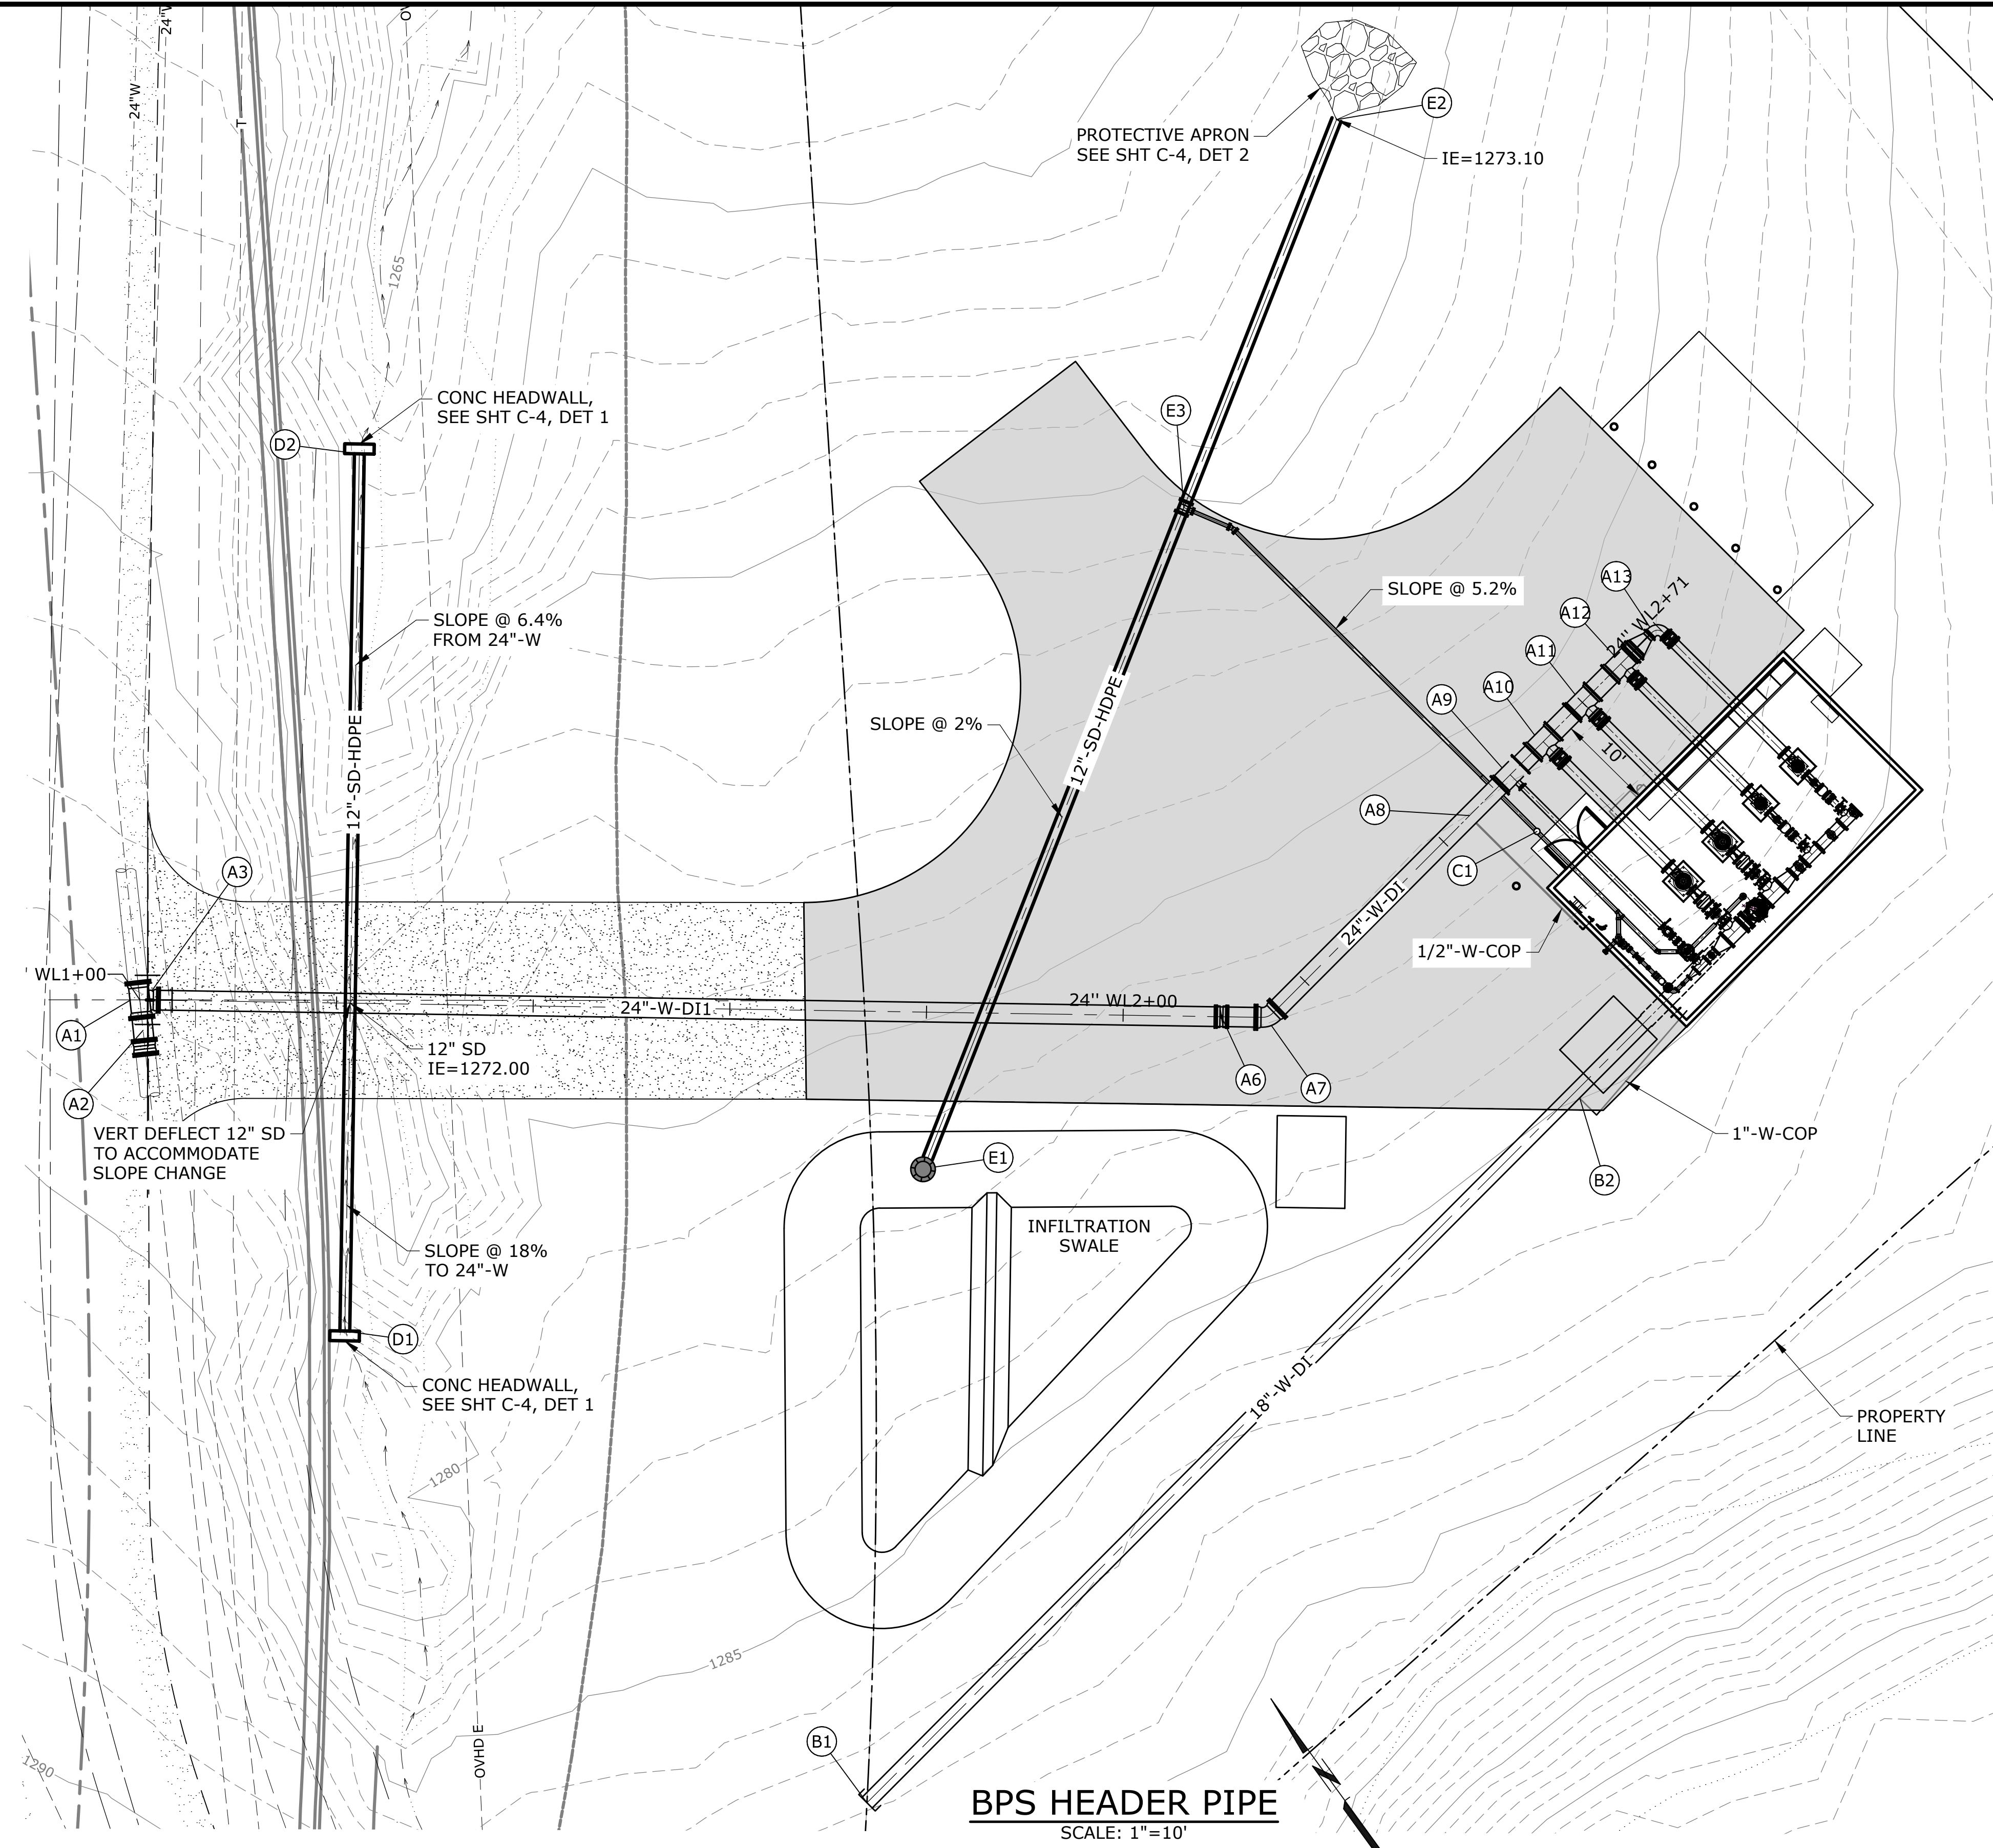 24"W
24"W
T
OV
1265
E2
PROTECTIVE APRON
SEE SHT C-4, DET 2
IE=1273.10
CONC HEADWALL,
SEE SHT C-4, DET 1
D2
E3
SLOPE @ 5.2%
SLOPE @ 6.4%
FROM 24"-W
A13
24" WL2+71
A12
A11
A10
A9
12"-SD-HDPE
12"-SD-HDPE
SLOPE @ 2%
10'
A8
C1
A3
24"-W-DI
1/2"-W-COP
WL1+00
24"-W-DI1
24'' WL2+00
A1
A2
12" SD
IE=1272.00
A6
A7
VERT DEFLECT 12" SD
TO ACCOMMODATE
SLOPE CHANGE
1"-W-COP
E1
B2
INFILTRATION
SWALE
SLOPE @ 18%
TO 24"-W
D1
CONC HEADWALL,
SEE SHT C-4, DET 1
18"-W-DI
PROPERTY
LINE
1280
1285
OVHD E
1290
B1
BPS HEADER PIPE
SCALE: 1"=10'